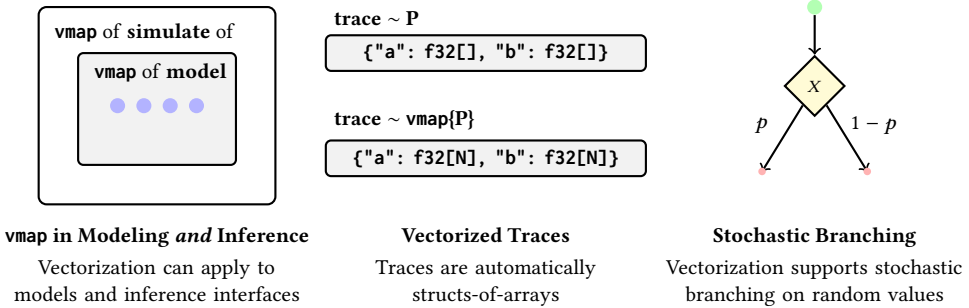 vmap of simulate of
vmap of model
trace ~ P
{"a": f32[], "b": f32[]}
trace ~ vmap{P}
{"a": f32[N], "b": f32[N]}
X
p
1 − p
vmap in Modeling and Inference
Vectorization can apply to
models and inference interfaces
Vectorized Traces
Traces are automatically
structs-of-arrays
Stochastic Branching
Vectorization supports stochastic
branching on random values